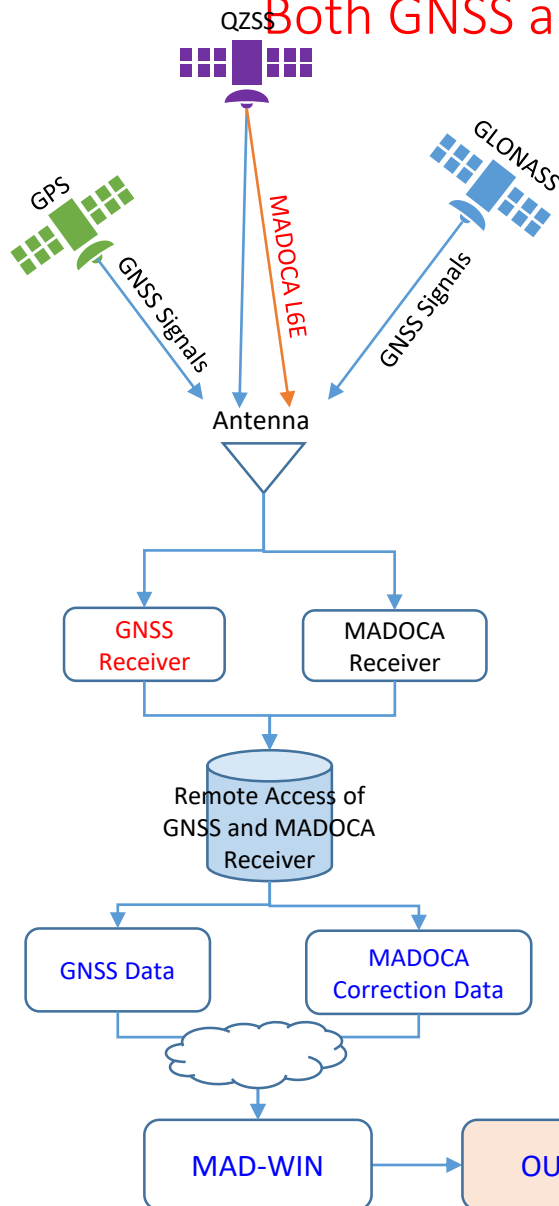 Both GNSS a
QZSS
GPS
GLONASS
MADOCA L6E
GNSS Signals
GNSS Signals
Antenna
GNSS
Receiver
MADOCA
Receiver
Remote Access of
GNSS and MADOCA
Receiver
GNSS Data
MADOCA
Correction Data
MAD-WIN
OU